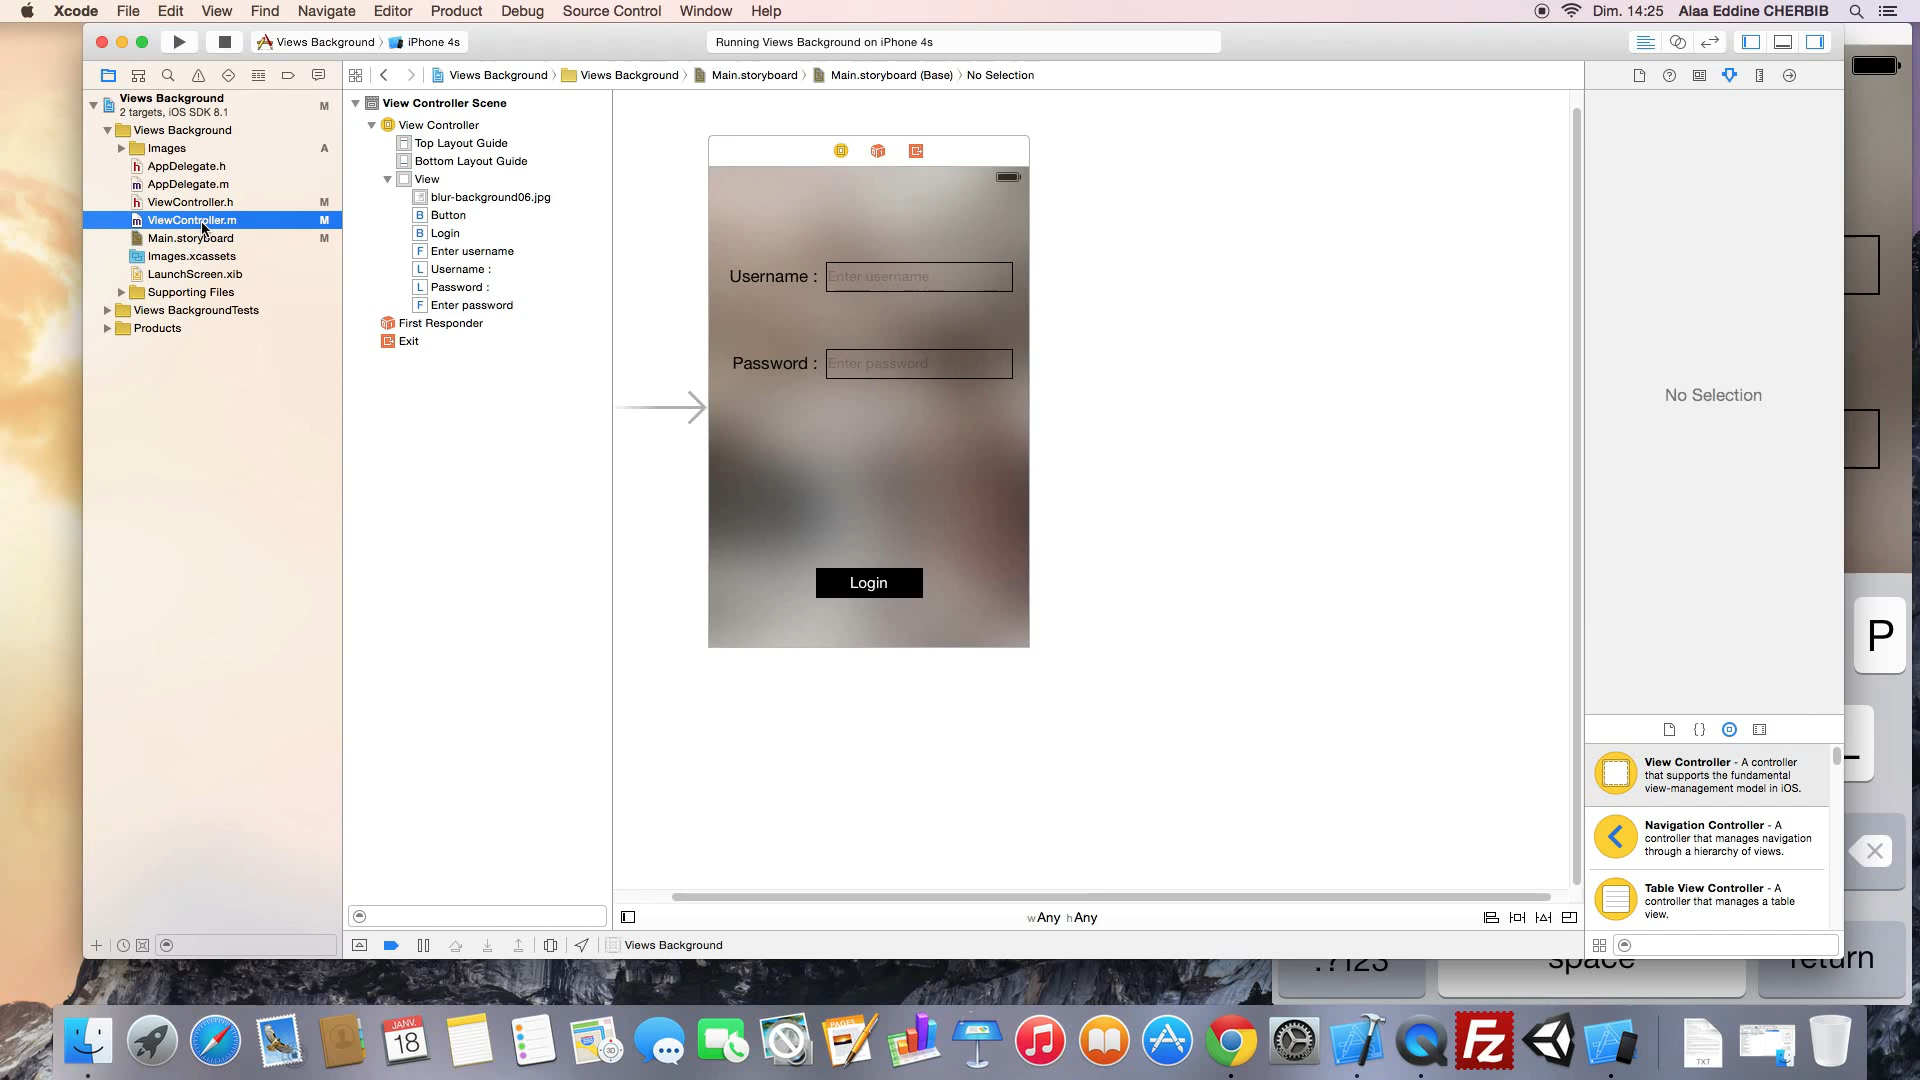 Xcode File Edit View Find Navigate Editor Product Debug Source Control Window Help Dim. 14:25 Alaa Eddine CHERBIB
Views Background iPhone 4s Running Views Background on iPhone 4s
Views Background Views Background Main.storyboard Main.storyboard (Base) No Selection
Views Background M
2 targets, iOS SDK 8.1
Views Background
Images A
AppDelegate.h
AppDelegate.m
ViewController.h M
ViewController.m M
Main.storyboard M
Images.xcassets
LaunchScreen.xib
Supporting Files
Views BackgroundTests
Products
View Controller Scene
View Controller
Top Layout Guide
Bottom Layout Guide
View
blur-background06.jpg
B Button
B Login
F Enter username
L Username :
L Password :
F Enter password
First Responder
Exit
Username : Enter username
Password : Enter password
Login
wAny hAny
Views Background
No Selection
View Controller - A controller
that supports the fundamental
view-management model in iOS.
Navigation Controller - A
controller that manages navigation
through a hierarchy of views.
Table View Controller - A
controller that manages a table
view.
P
.?123 space return
JANV.
18
3D
PAGES
Fz
TXT